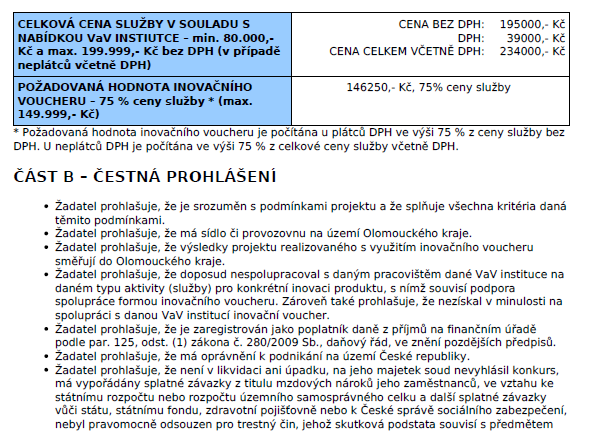 CELKOVÁ CENA SLUŽBY V SOULADU S
NABÍDKOU VaV INSTIUTCE – min. 80.000,-
Kč a max. 199.999,- Kč bez DPH (v případě
neplátců včetně DPH)
CENA BEZ DPH: 195000,- Kč
DPH: 39000,- Kč
CENA CELKEM VČETNĚ DPH: 234000,- Kč
POŽADOVANÁ HODNOTA INOVAČNÍHO
VOUCHERU – 75 % ceny služby * (max.
149.999,- Kč)
146250,- Kč, 75% ceny služby
* Požadovaná hodnota inovačního voucheru je počítána u plátců DPH ve výši 75 % z ceny služby bez
DPH. U neplátců DPH je počítána ve výši 75 % z celkové ceny služby včetně DPH.
ČÁST B – ČESTNÁ PROHLÁŠENÍ
• Žadatel prohlašuje, že je srozuměn s podmínkami projektu a že splňuje všechna kritéria daná
těmito podmínkami.
• Žadatel prohlašuje, že má sídlo či provozovnu na území Olomouckého kraje.
• Žadatel prohlašuje, že výsledky projektu realizovaného s využitím inovačního voucheru
směřují do Olomouckého kraje.
• Žadatel prohlašuje, že doposud nespolupracoval s daným pracovištěm dané VaV instituce na
daném typu aktivity (služby) pro konkrétní inovaci produktu, s nímž souvisí podpora
spolupráce formou inovačního voucheru. Zároveň také prohlašuje, že nezískal v minulosti na
spolupráci s danou VaV institucí inovační voucher.
• Žadatel prohlašuje, že je zaregistrován jako poplatník daně z příjmů na finančním úřadě
podle par. 125, odst. (1) zákona č. 280/2009 Sb., daňový řád, ve znění pozdějších předpisů.
• Žadatel prohlašuje, že má oprávnění k podnikání na území České republiky.
• Žadatel prohlašuje, že není v likvidaci ani úpadku, na jeho majetek soud nevyhlásil konkurs,
má vypořádány splatné závazky z titulu mzdových nároků jeho zaměstnanců, ve vztahu ke
státnímu rozpočtu nebo rozpočtu územního samosprávného celku a další splatné závazky
vůči státu, státnímu fondu, zdravotní pojišťovně nebo k České správě sociálního zabezpečení,
nebyl pravomocně odsouzen pro trestný čin, jehož skutková podstata souvisí s předmětem